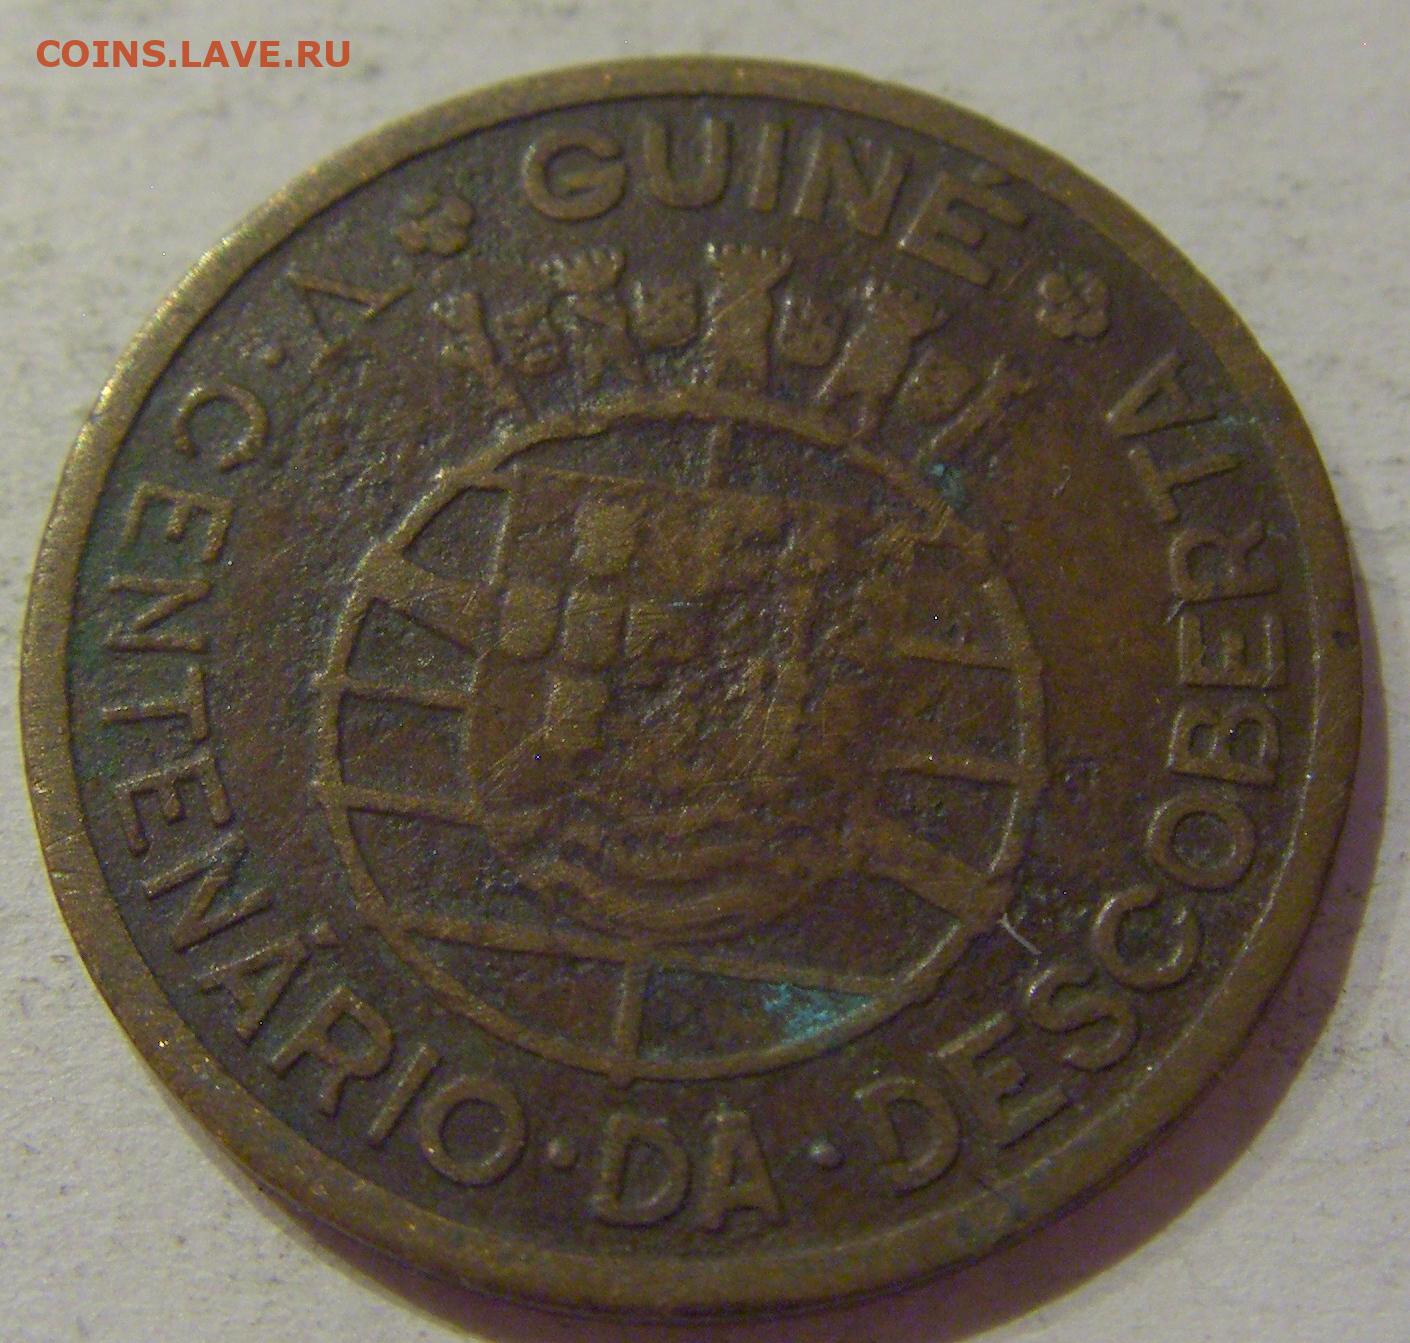 COINS.LAVE.RU
GUINÉ
V · CENTENÁRIO · DA · DESCOBERTA